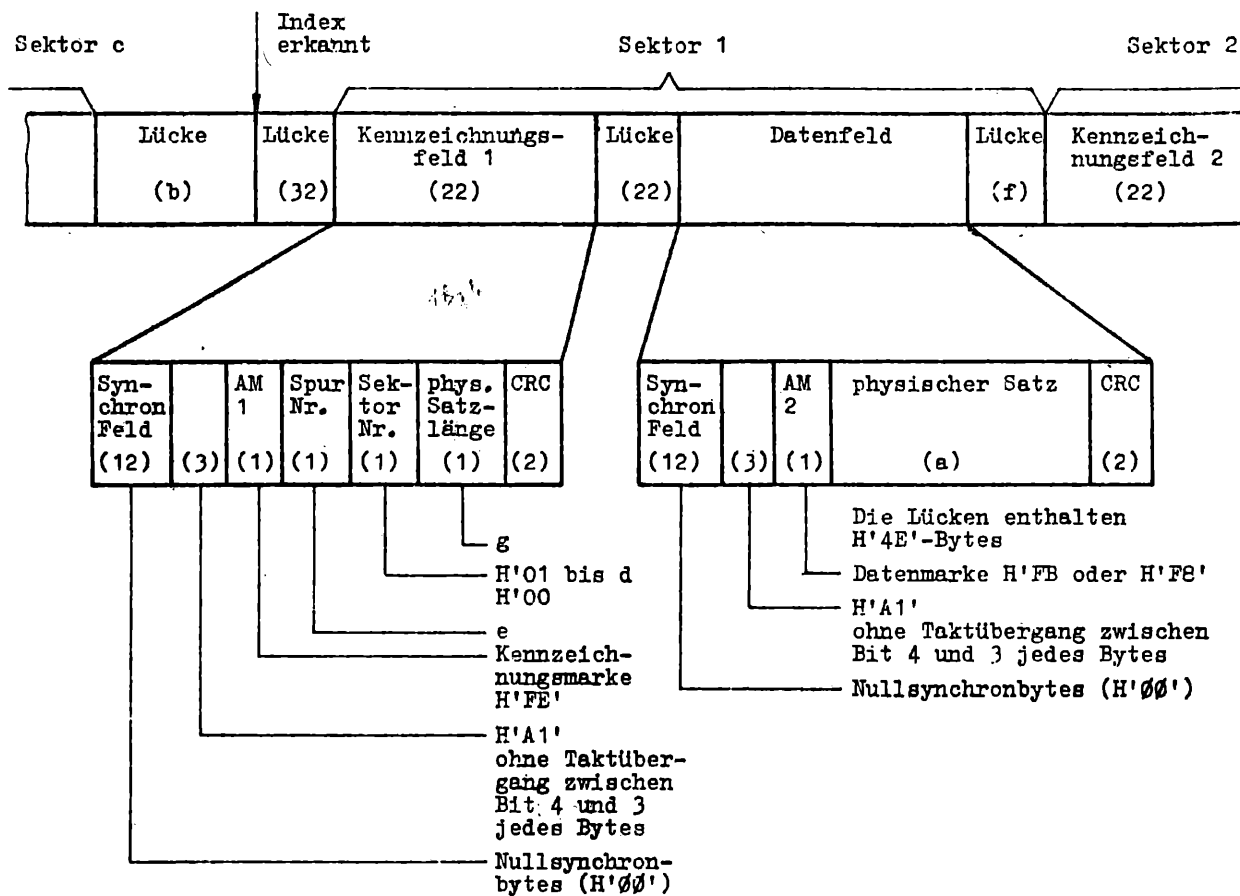 Index
erkannt
Sektor c
Sektor 1
Sektor 2
Lücke
(b)
Lücke
(32)
Kennzeichnungs-
feld 1
(22)
Lücke
(22)
Datenfeld
Lücke
(f)
Kennzeich-
nungsfeld 2
(22)
Syn-
chron
Feld
(12)
(3)
AM
1
(1)
Spur
Nr.
(1)
Sek-
tor
Nr.
(1)
phys.
Satz-
länge
(1)
CRC
(2)
Syn-
chron
Feld
(12)
(3)
AM
2
(1)
physischer Satz
(a)
CRC
(2)
g
H'01 bis d
H'00
e
Kennzeich-
nungsmarke
H'FE'
H'A1'
ohne Taktüber-
gang zwischen
Bit 4 und 3
jedes Bytes
Nullsynchron-
bytes (H'ØØ')
Die Lücken enthalten
H'4E'-Bytes
Datenmarke H'FB oder H'F8'
H'A1'
ohne Taktübergang zwischen
Bit 4 und 3 jedes Bytes
Nullsynchronbytes (H'ØØ')